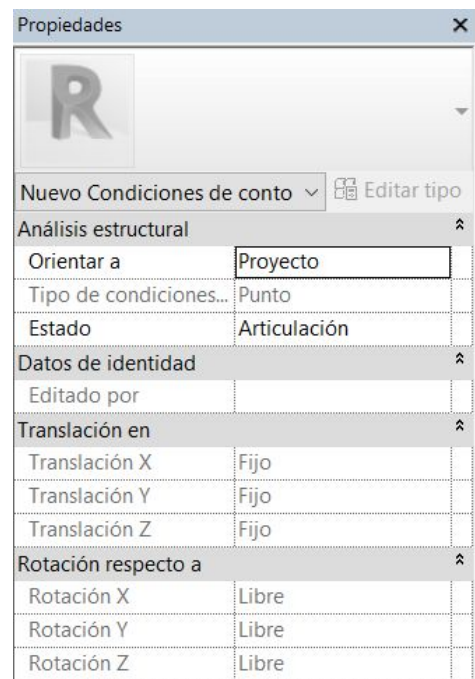 Propiedades
R
Nuevo Condiciones de conto Editar tipo
Análisis estructural
Orientar a Proyecto
Tipo de condiciones... Punto
Estado Articulación
Datos de identidad
Editado por
Translación en
Translación X Fijo
Translación Y Fijo
Translación Z Fijo
Rotación respecto a
Rotación X Libre
Rotación Y Libre
Rotación Z Libre